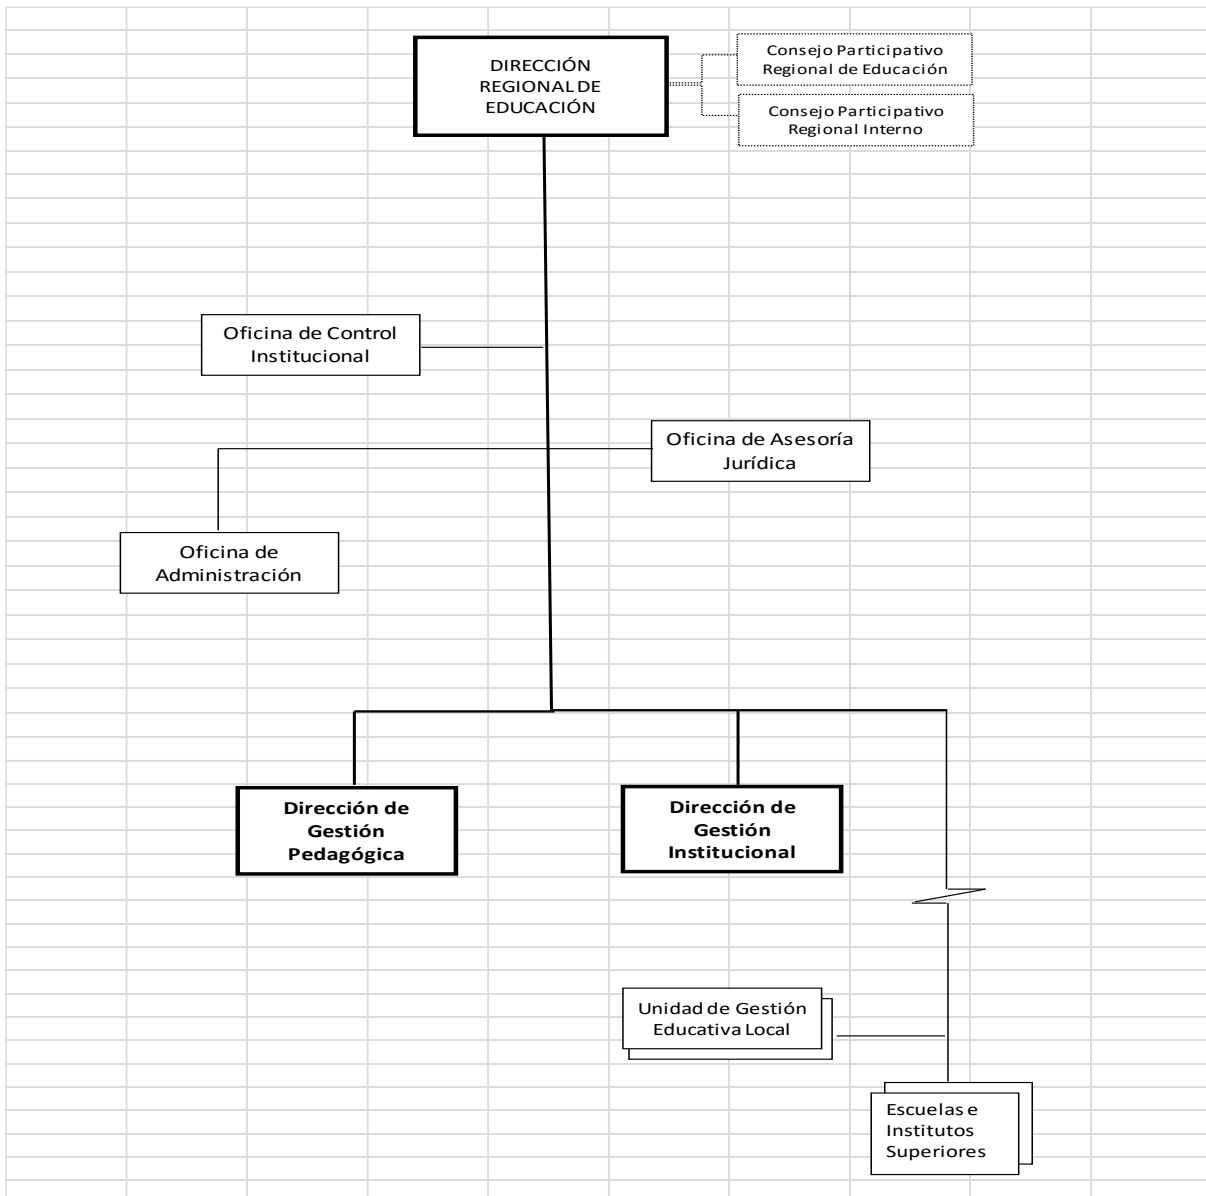 DIRECCIÓN
REGIONAL DE
EDUCACIÓN
Consejo Participativo
Regional de Educación
Consejo Participativo
Regional Interno
Oficina de Control
Institucional
Oficina de Asesoría
Jurídica
Oficina de
Administración
Dirección de
Gestión
Pedagógica
Dirección de
Gestión
Institucional
Unidad de Gestión
Educativa Local
Escuelas e
Institutos
Superiores